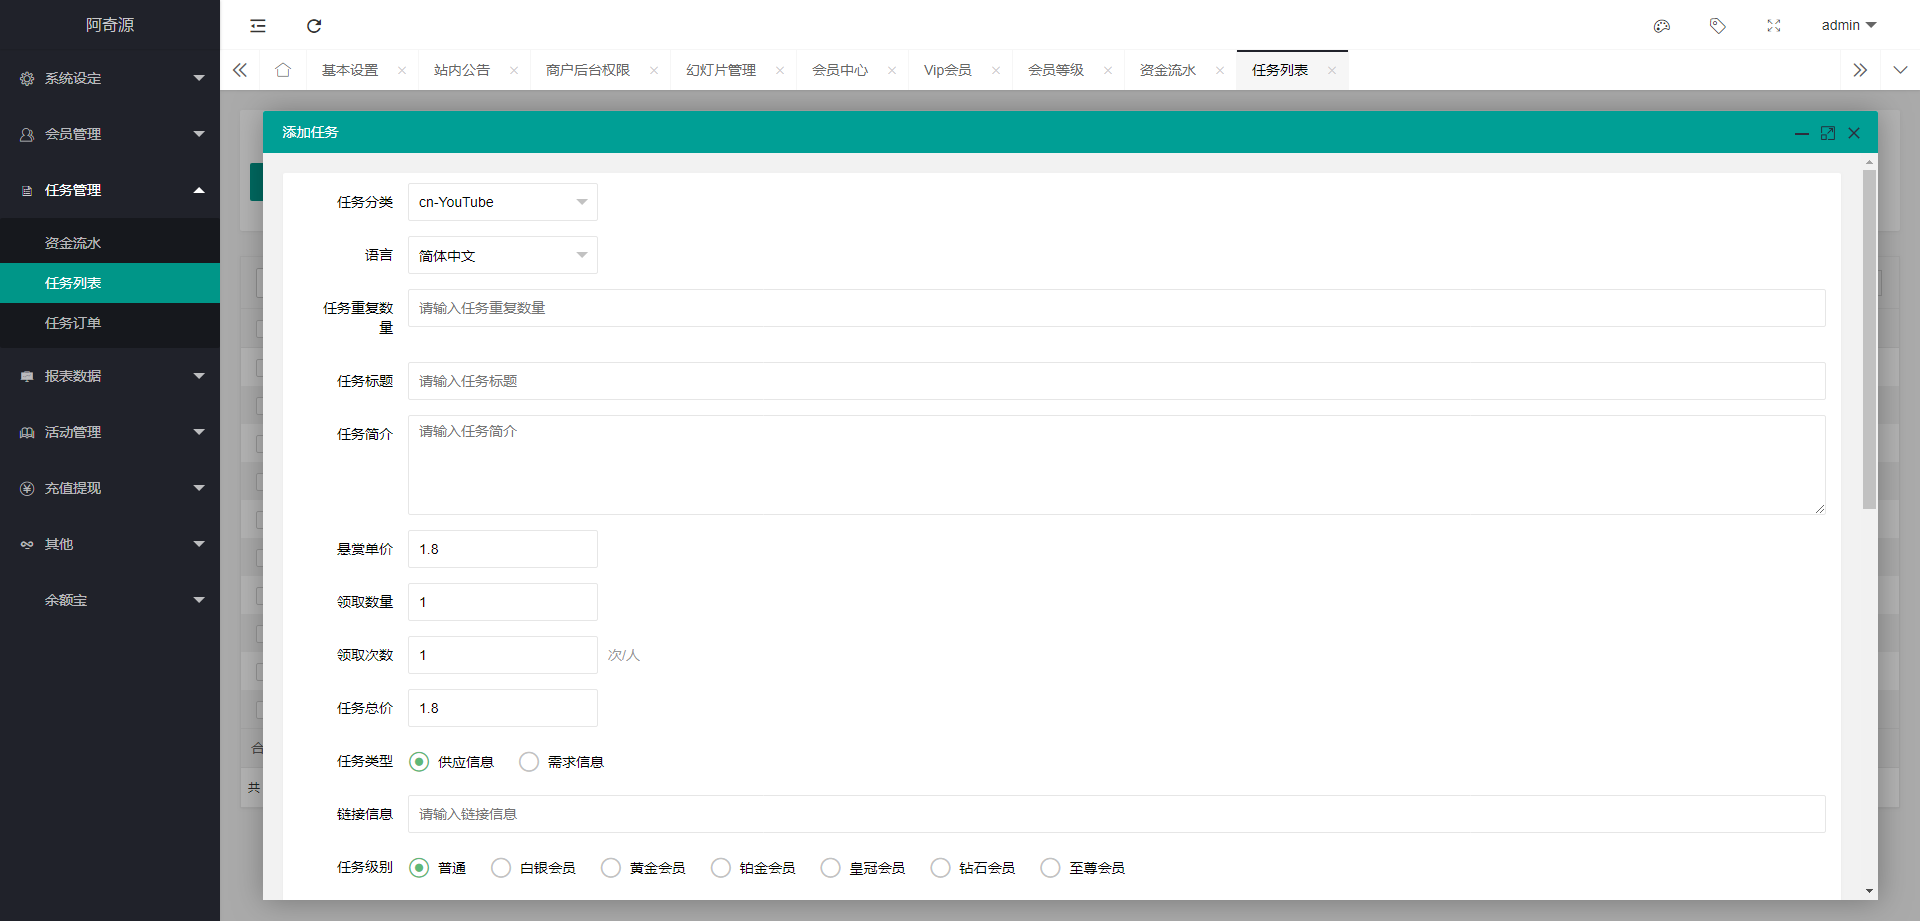 阿奇源
admin
基本设置
站内公告
商户后台权限
幻灯片管理
会员中心
Vip会员
会员等级
资金流水
任务列表
系统设定
会员管理
任务管理
资金流水
任务列表
任务订单
报表数据
活动管理
充值提现
其他
余额宝
添加任务
任务分类
cn-YouTube
语言
简体中文
任务重复数
量
请输入任务重复数量
任务标题
请输入任务标题
任务简介
请输入任务简介
悬赏单价
1.8
领取数量
1
领取次数
1
次/人
任务总价
1.8
任务类型
供应信息
需求信息
链接信息
请输入链接信息
任务级别
普通
白银会员
黄金会员
铂金会员
皇冠会员
钻石会员
至尊会员
合
共